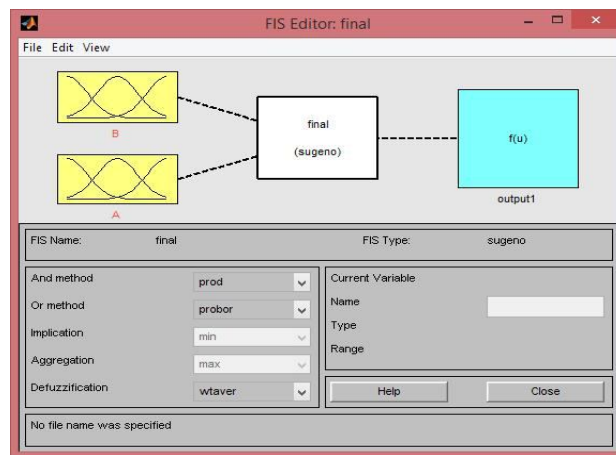 FIS Editor: final
File Edit View
B
A
final
(sugeno)
f(u)
output1
FIS Name: final FIS Type: sugeno
And method prod
Or method probor
Implication min
Aggregation max
Defuzzification wtaver
Current Variable
Name
Type
Range
Help Close
No file name was specified